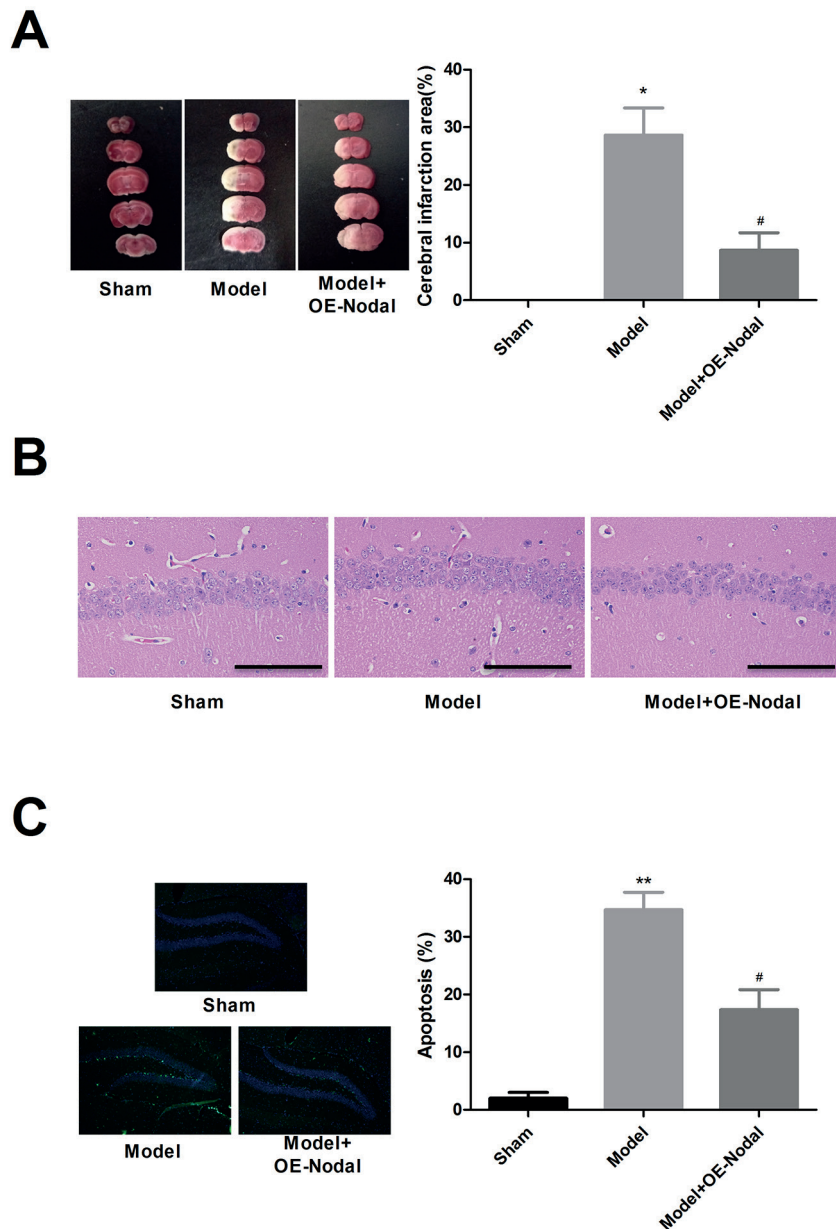 A
Sham
Model
Model+
OE-Nodal
Cerebral infarction area(%)
40
30
20
10
0
*
#
Sham
Model
Model+OE-Nodal
B
Sham
Model
Model+OE-Nodal
C
Sham
Model
Model+
OE-Nodal
Apoptosis (%)
40
30
20
10
0
**
#
Sham
Model
Model+OE-Nodal